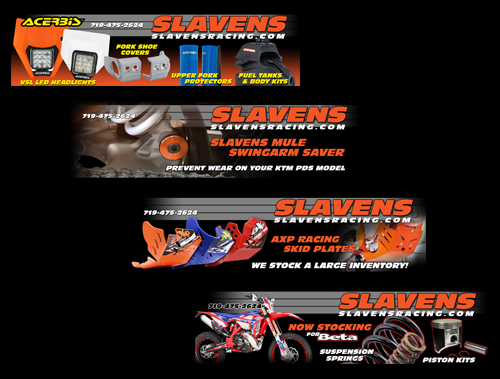 ACERBIS
719-475-2624
SLAVENS
SLAVENSRACING.COM
FORK SHOE
COVERS
VSL LED HEADLIGHTS
UPPER FORK
PROTECTORS
FUEL TANKS
& BODY KITS
719-475-2624
SLAVENS
SLAVENSRACING.COM
SLAVENS MULE
SWINGARM SAVER
PREVENT WEAR ON YOUR KTM PDS MODEL
719-475-2624
SLAVENS
SLAVENSRACING.COM
AXP RACING
SKID PLATES
WE STOCK A LARGE INVENTORY!
719-475-2624
SLAVENS
SLAVENSRACING.COM
NOW STOCKING
FOR Beta
SUSPENSION
SPRINGS
PISTON KITS